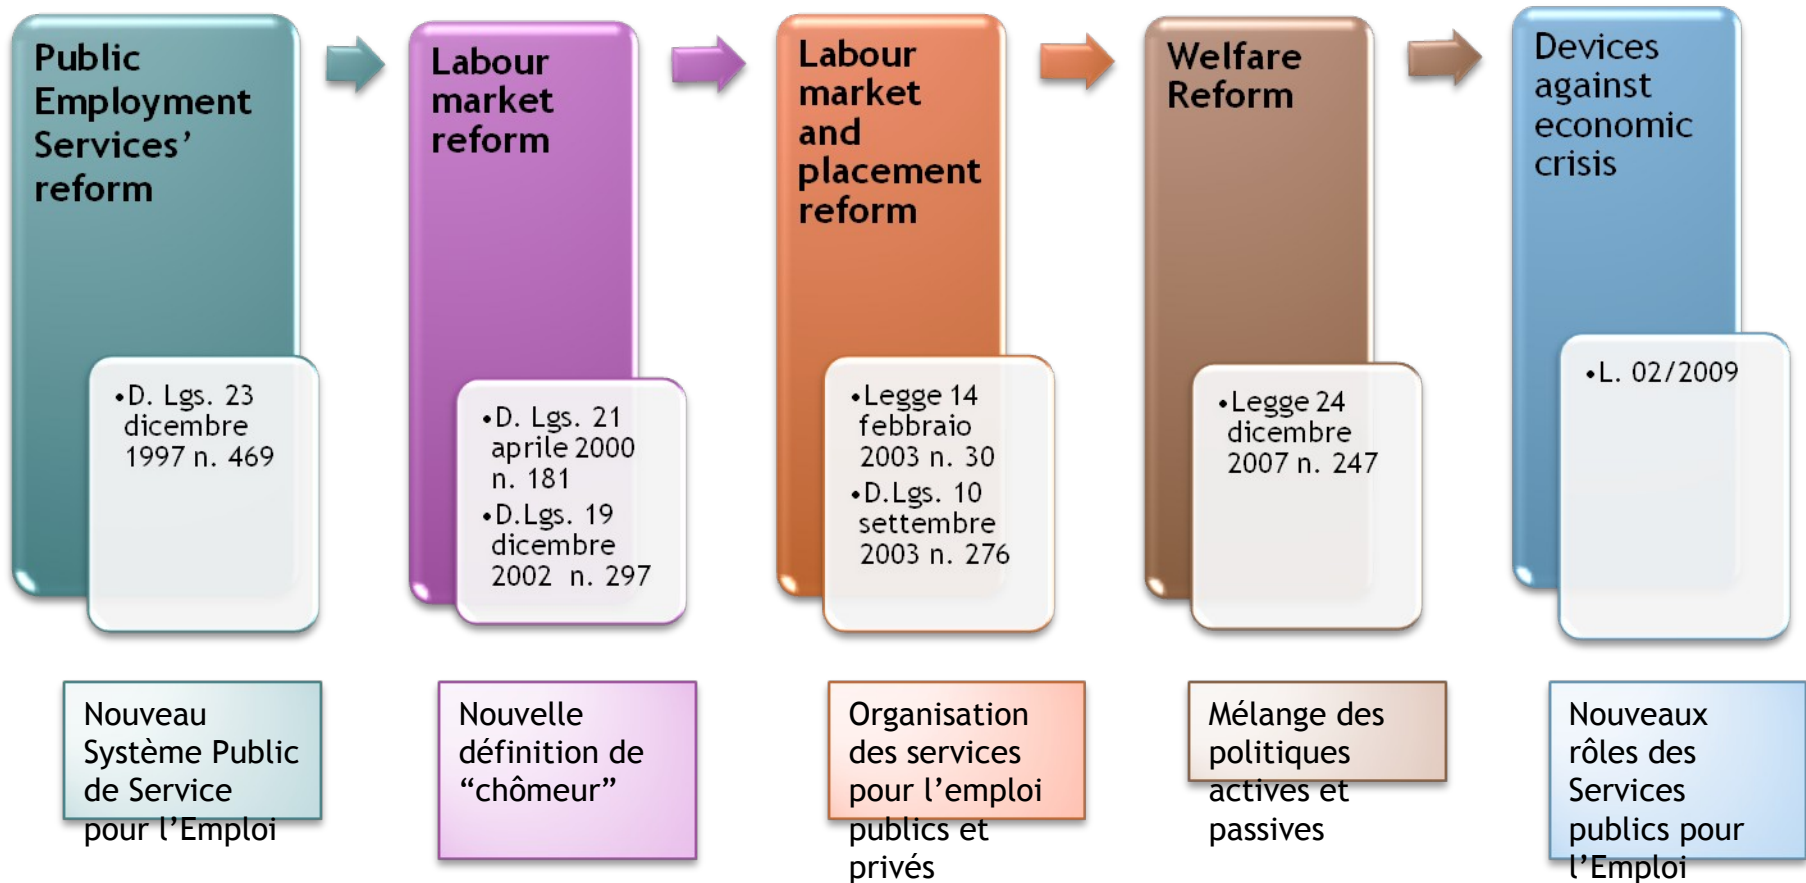 Public
Employment
Services’
reform
•D. Lgs. 23
dicembre
1997 n. 469
Labour
market
reform
•D. Lgs. 21
aprile 2000
n. 181
•D.Lgs. 19
dicembre
2002 n. 297
Labour
market
and
placement
reform
•Legge 14
febbraio
2003 n. 30
•D.Lgs. 10
settembre
2003 n. 276
Welfare
Reform
•Legge 24
dicembre
2007 n. 247
Devices
against
economic
crisis
•L. 02/2009
Nouveau
Système Public
de Service
pour l’Emploi
Nouvelle
définition de
“chômeur”
Organisation
des services
pour l’emploi
publics et
privés
Mélange des
politiques
actives et
passives
Nouveaux
rôles des
Services
publics pour
l’Emploi